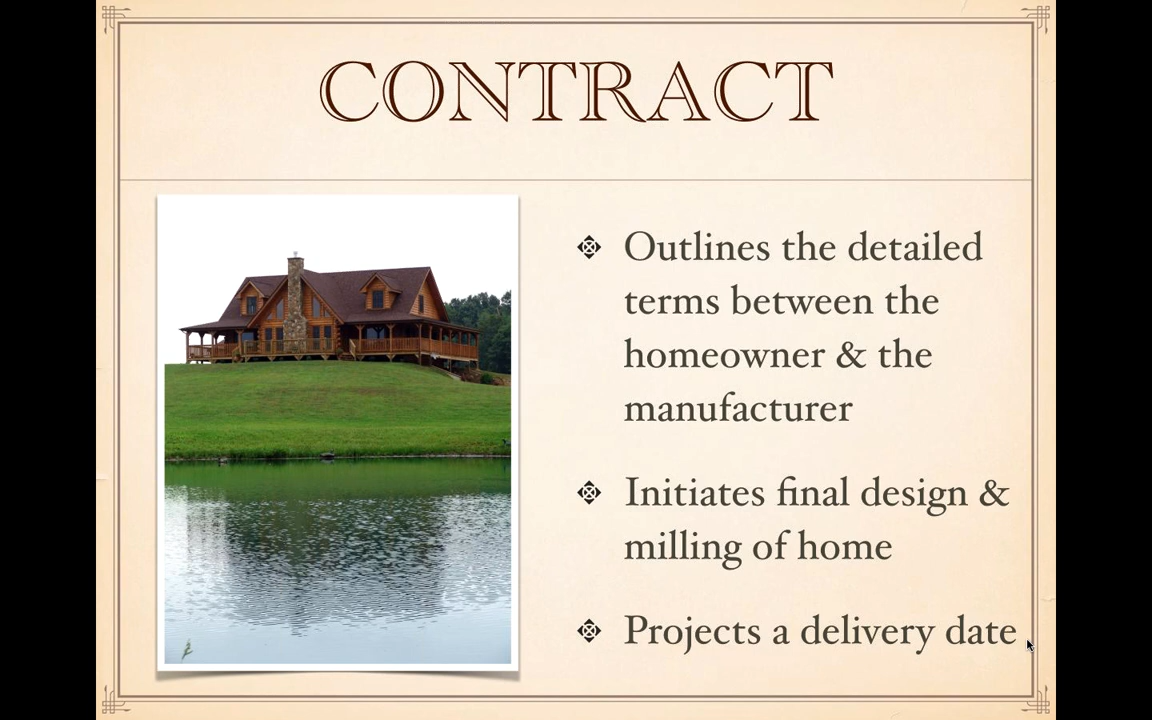 CONTRACT
Outlines the detailed
terms between the
homeowner & the
manufacturer
Initiates final design &
milling of home
Projects a delivery date